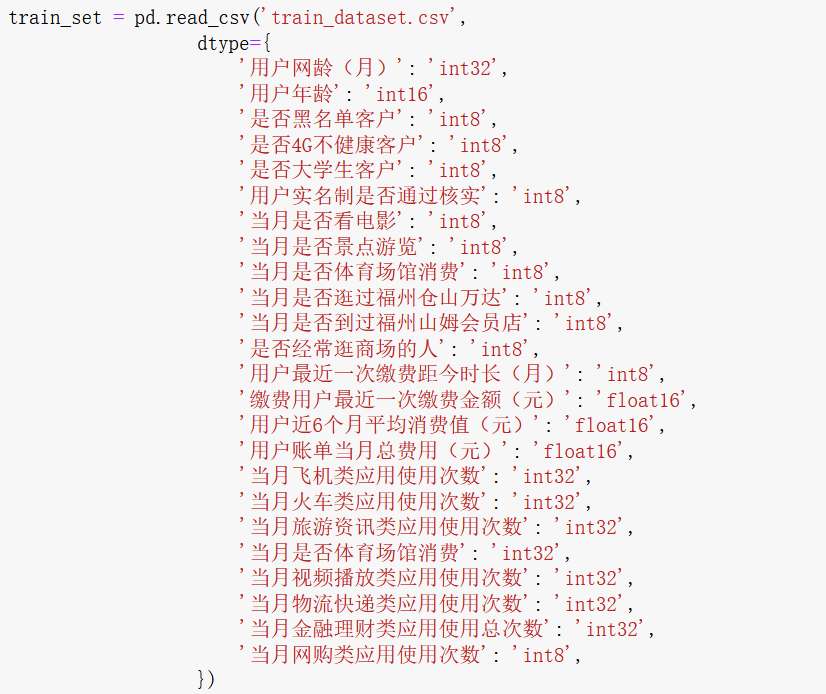 train_set = pd.read_csv('train_dataset.csv',
dtype={
'用户网龄（月）': 'int32',
'用户年龄': 'int16',
'是否黑名单客户': 'int8',
'是否4G不健康客户': 'int8',
'是否大学生客户': 'int8',
'用户实名制是否通过核实': 'int8',
'当月是否看电影': 'int8',
'当月是否景点游览': 'int8',
'当月是否体育场馆消费': 'int8',
'当月是否逛过福州仓山万达': 'int8',
'当月是否到过福州山姆会员店': 'int8',
'是否经常逛商场的人': 'int8',
'用户最近一次缴费距今时长（月）': 'int8',
'缴费用户最近一次缴费金额（元）': 'float16',
'用户近6个月平均消费值（元）': 'float16',
'用户账单当月总费用（元）': 'float16',
'当月飞机类应用使用次数': 'int32',
'当月火车类应用使用次数': 'int32',
'当月旅游资讯类应用使用次数': 'int32',
'当月是否体育场馆消费': 'int32',
'当月视频播放类应用使用次数': 'int32',
'当月物流快递类应用使用次数': 'int32',
'当月金融理财类应用使用总次数': 'int32',
'当月网购类应用使用次数': 'int8',
})